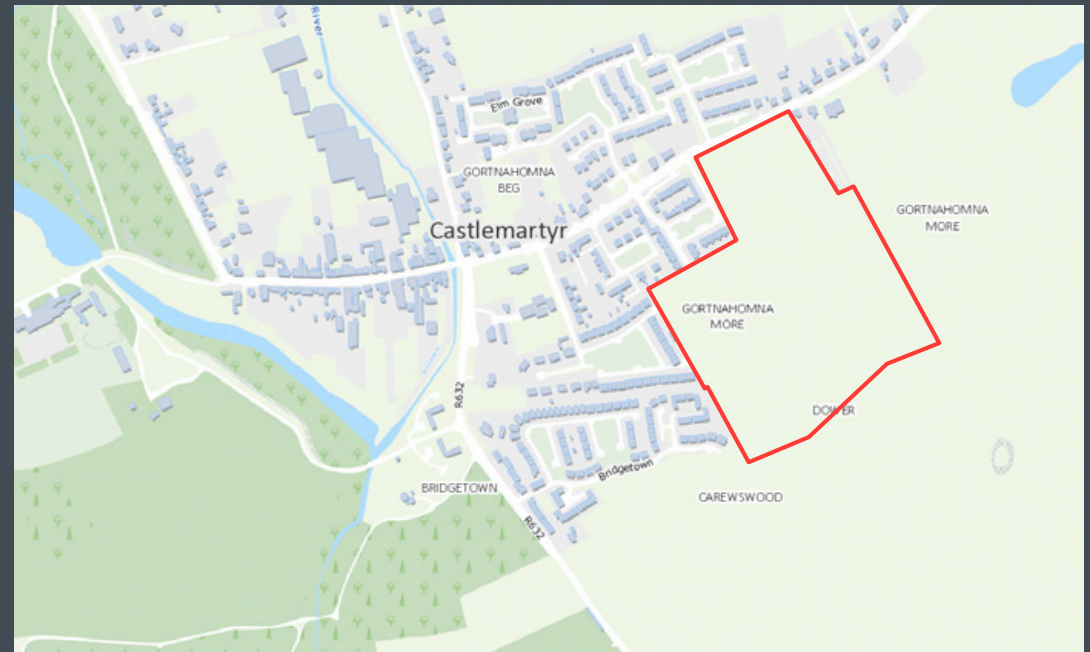 River
Elm Grove
GORTNAHOMNA
BEG
GORTNAHOMNA
MORE
Castlemartyr
GORTNAHOMNA
MORE
R632
DOWER
Bridgetown
BRIDGETOWN
CAREWSWOOD
R632